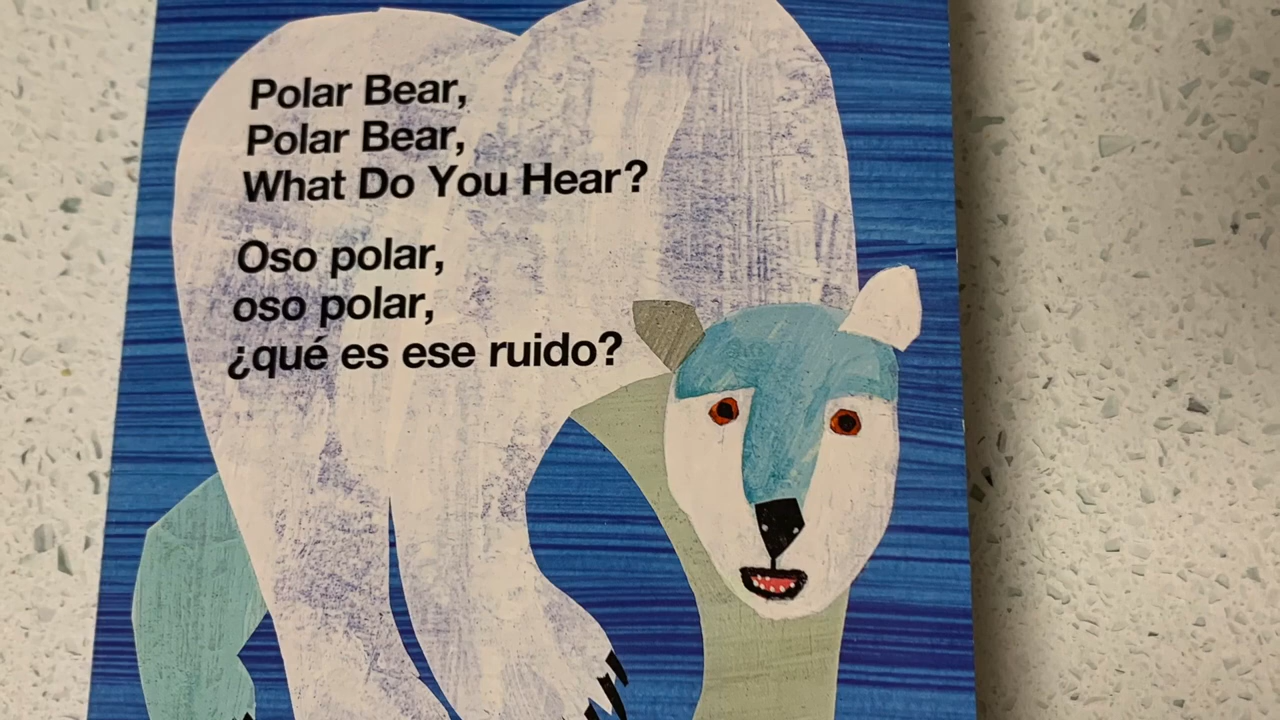 Polar Bear,
Polar Bear,
What Do You Hear?
Oso polar,
oso polar,
¿qué es ese ruido?